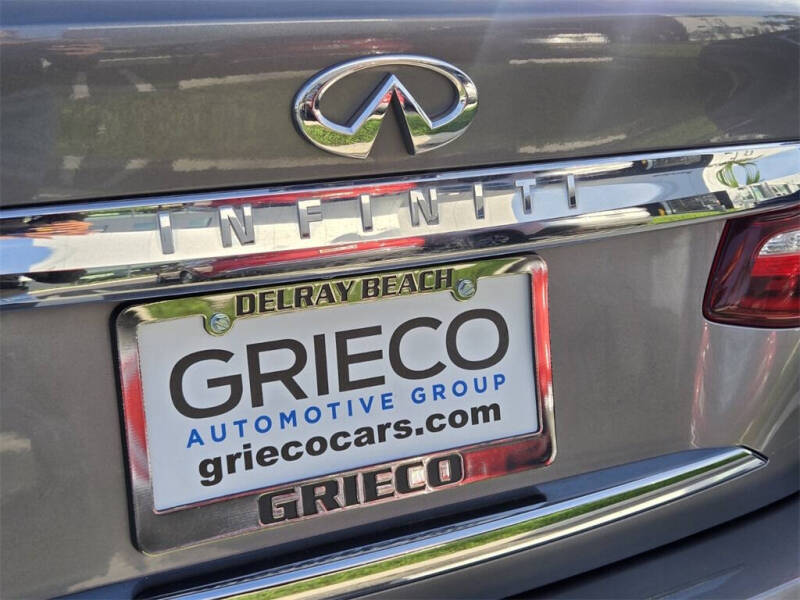 INFINITI
DELRAY BEACH
GRIECO
AUTOMOTIVE GROUP
griecocars.com
GRIECO